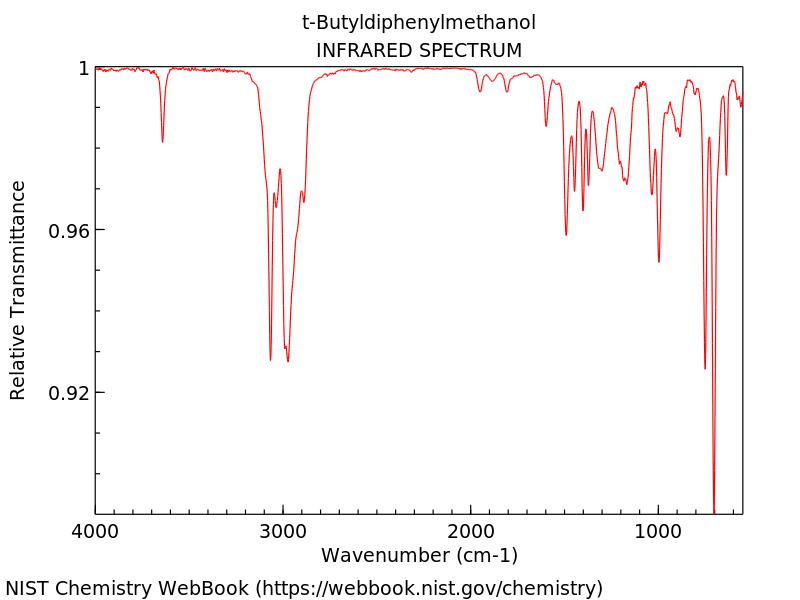 t-Butyldiphenylmethanol
INFRARED SPECTRUM
1
0.96
0.92
Relative Transmittance
4000 3000 2000 1000
Wavenumber (cm-1)
NIST Chemistry WebBook (https://webbook.nist.gov/chemistry)